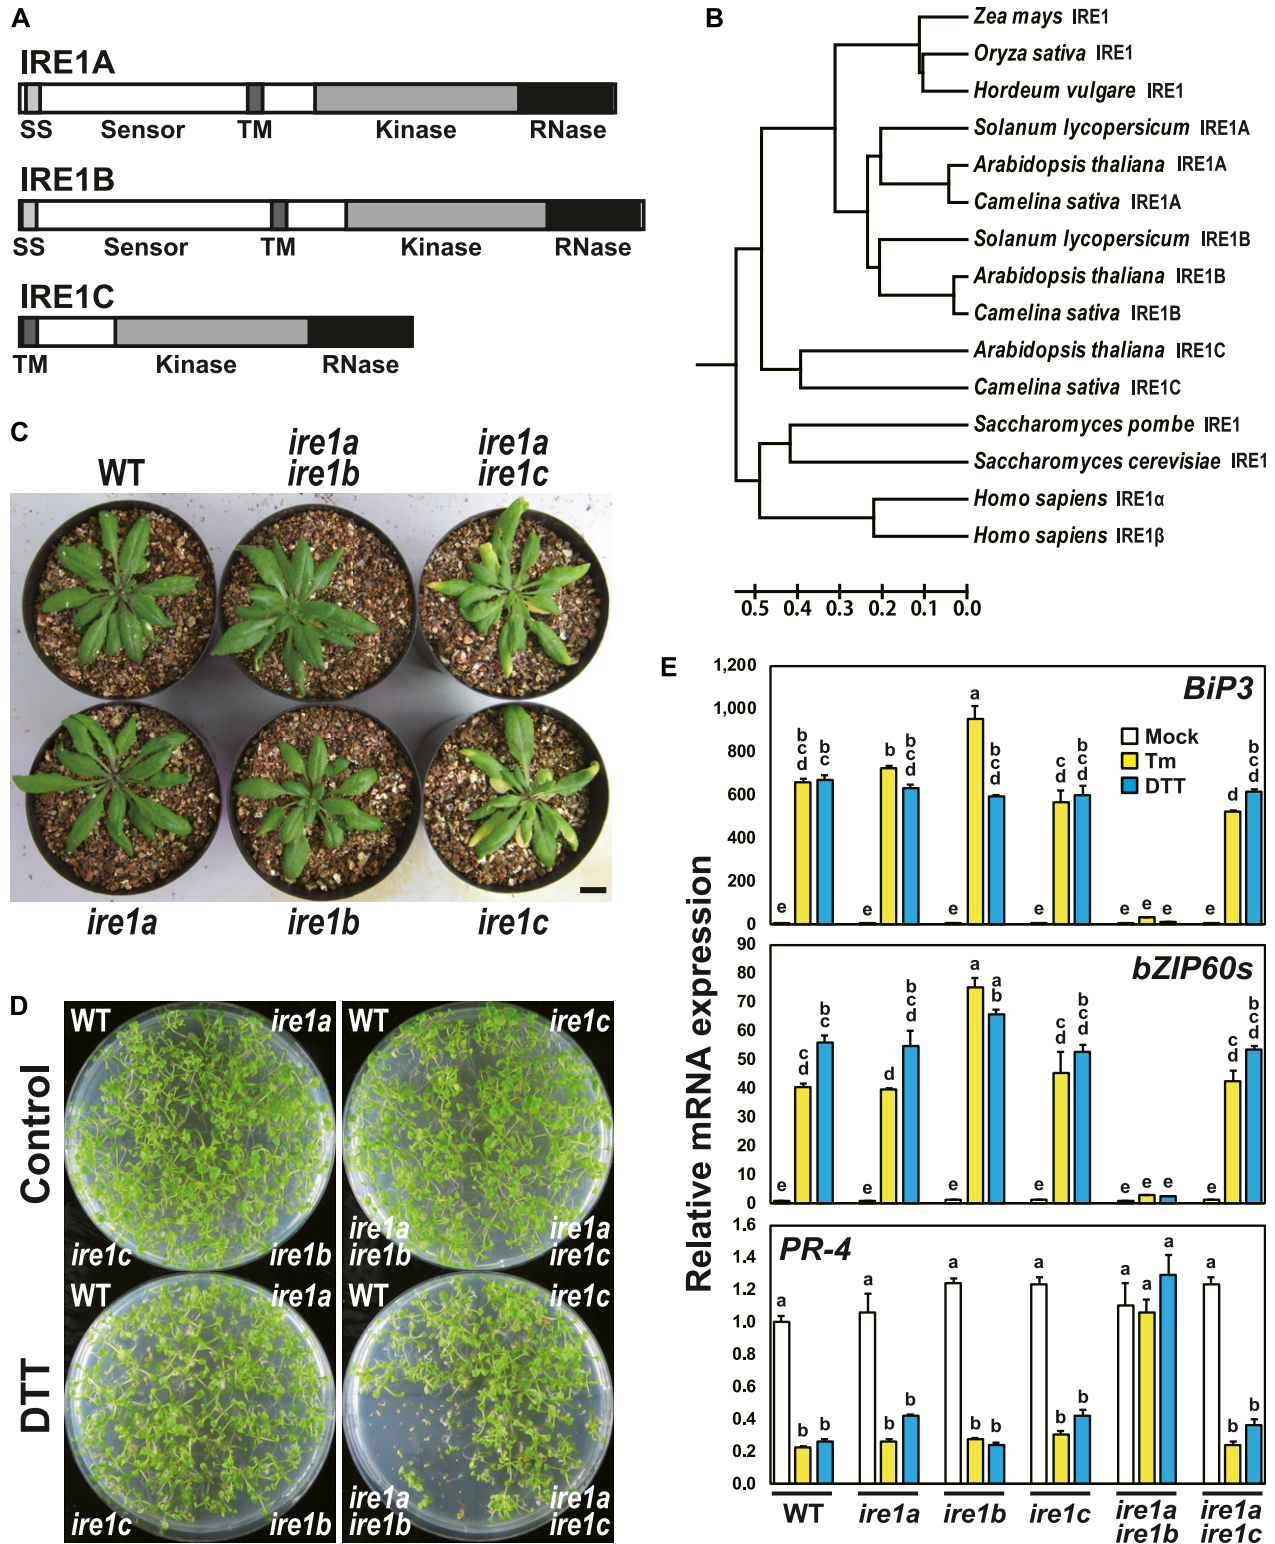 A
IRE1A
SS Sensor TM Kinase RNase
IRE1B
SS Sensor TM Kinase RNase
IRE1C
TM Kinase RNase
B
Zea mays IRE1
Oryza sativa IRE1
Hordeum vulgare IRE1
Solanum lycopersicum IRE1A
Arabidopsis thaliana IRE1A
Camelina sativa IRE1A
Solanum lycopersicum IRE1B
Arabidopsis thaliana IRE1B
Camelina sativa IRE1B
Arabidopsis thaliana IRE1C
Camelina sativa IRE1C
Saccharomyces pombe IRE1
Saccharomyces cerevisiae IRE1
Homo sapiens IRE1α
Homo sapiens IRE1β
0.5 0.4 0.3 0.2 0.1 0.0
C
WT
ire1a
ire1b
ire1a
ire1c
ire1a ire1b ire1c
D
Control
WT ire1a
ire1c ire1b
WT ire1c
ire1a
ire1b
ire1a
ire1c
DTT
WT ire1a
ire1c ire1b
WT ire1c
ire1a
ire1b
ire1a
ire1c
E
Relative mRNA expression
BiP3
Mock
Tm
DTT
1,200
1,000
800
600
400
200
0
e b c d b c
e b b c d
e a b c d
e c d b c d
e e e
e d b c d
bZIP60s
90
80
70
60
50
40
30
20
10
0
e c d b c
e d b c d
e a a b
e c d b c d
e e e
e c d b c d
PR-4
1.6
1.4
1.2
1.0
0.8
0.6
0.4
0.2
0.0
a b b
a b b
a b b
a b b
a a a
a b b
WT ire1a ire1b ire1c
ire1a
ire1b
ire1a
ire1c